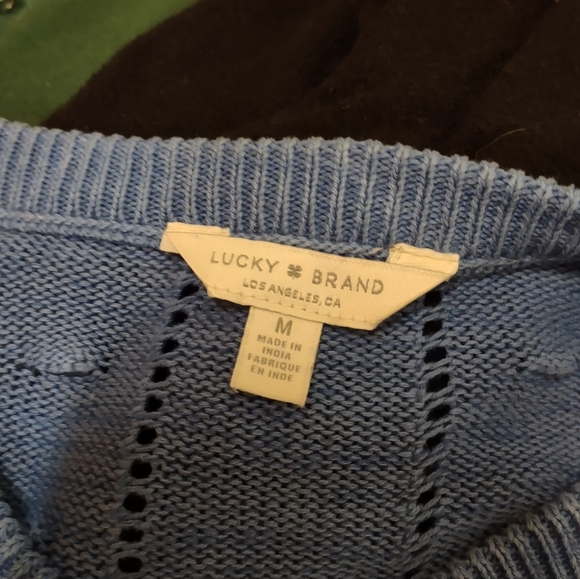 LUCKY BRAND
LOS ANGELES, CA
M
MADE IN
INDIA
FABRIQUE
EN INDE